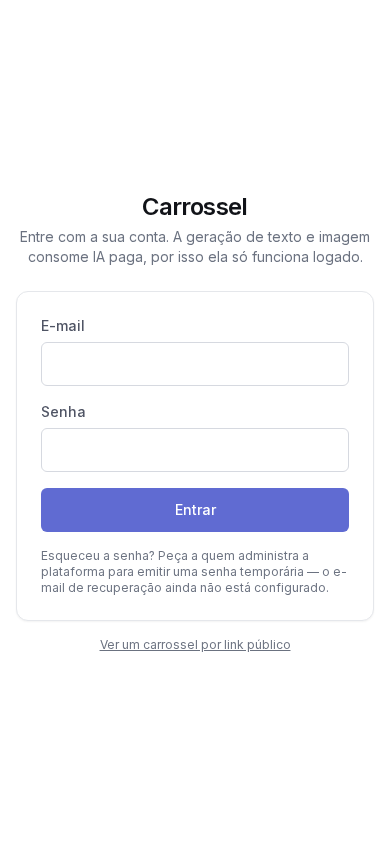 Carrossel
Entre com a sua conta. A geração de texto e imagem
consome IA paga, por isso ela só funciona logado.
E-mail
Senha
Entrar
Esqueceu a senha? Peça a quem administra a
plataforma para emitir uma senha temporária — o e-
mail de recuperação ainda não está configurado.
Ver um carrossel por link público